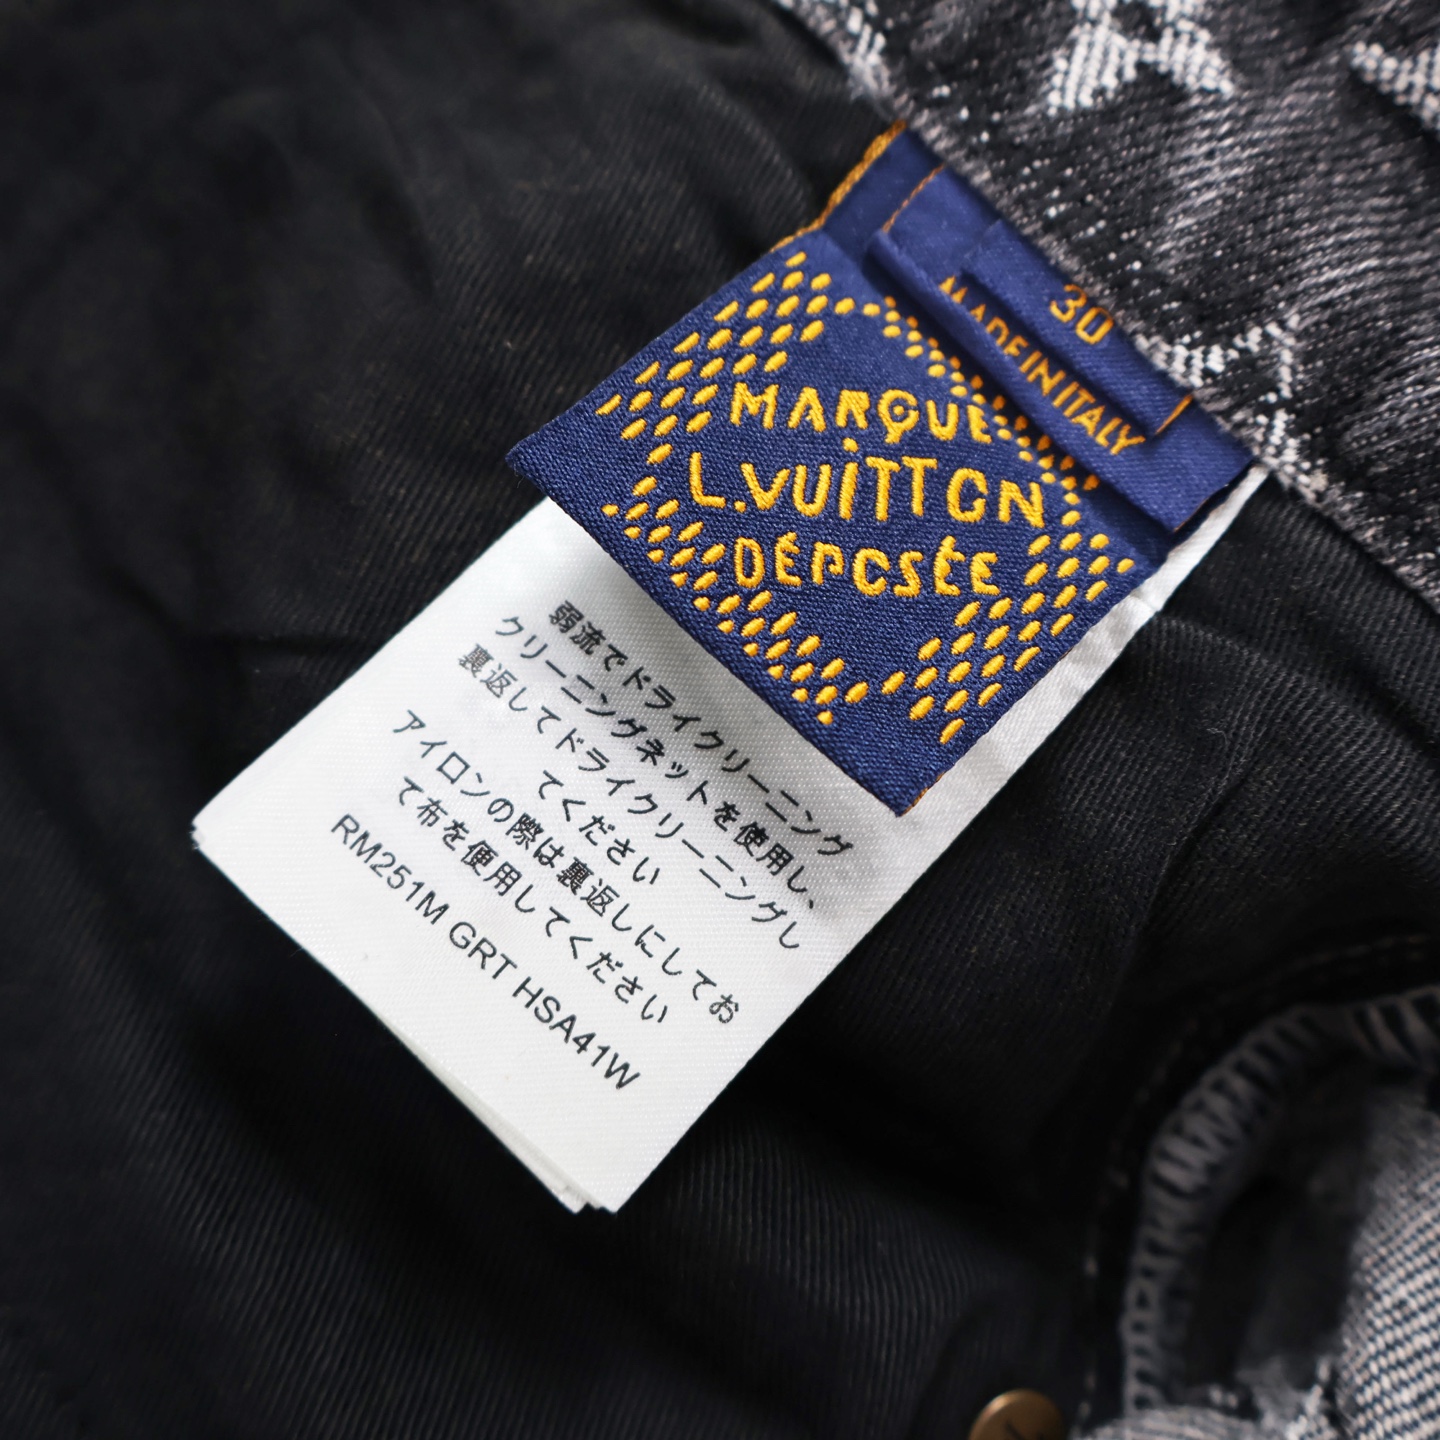 30
MADE IN ITALY
MARQUE
L.VUITTON
DÉPOSÉE
弱流でドライクリーニング
クリーニングネットを使用し、
裏返してドライクリーニングし
てください
アイロンの際は裏返しにしてお
て布を使用してください
RM251M GRT HSA41W